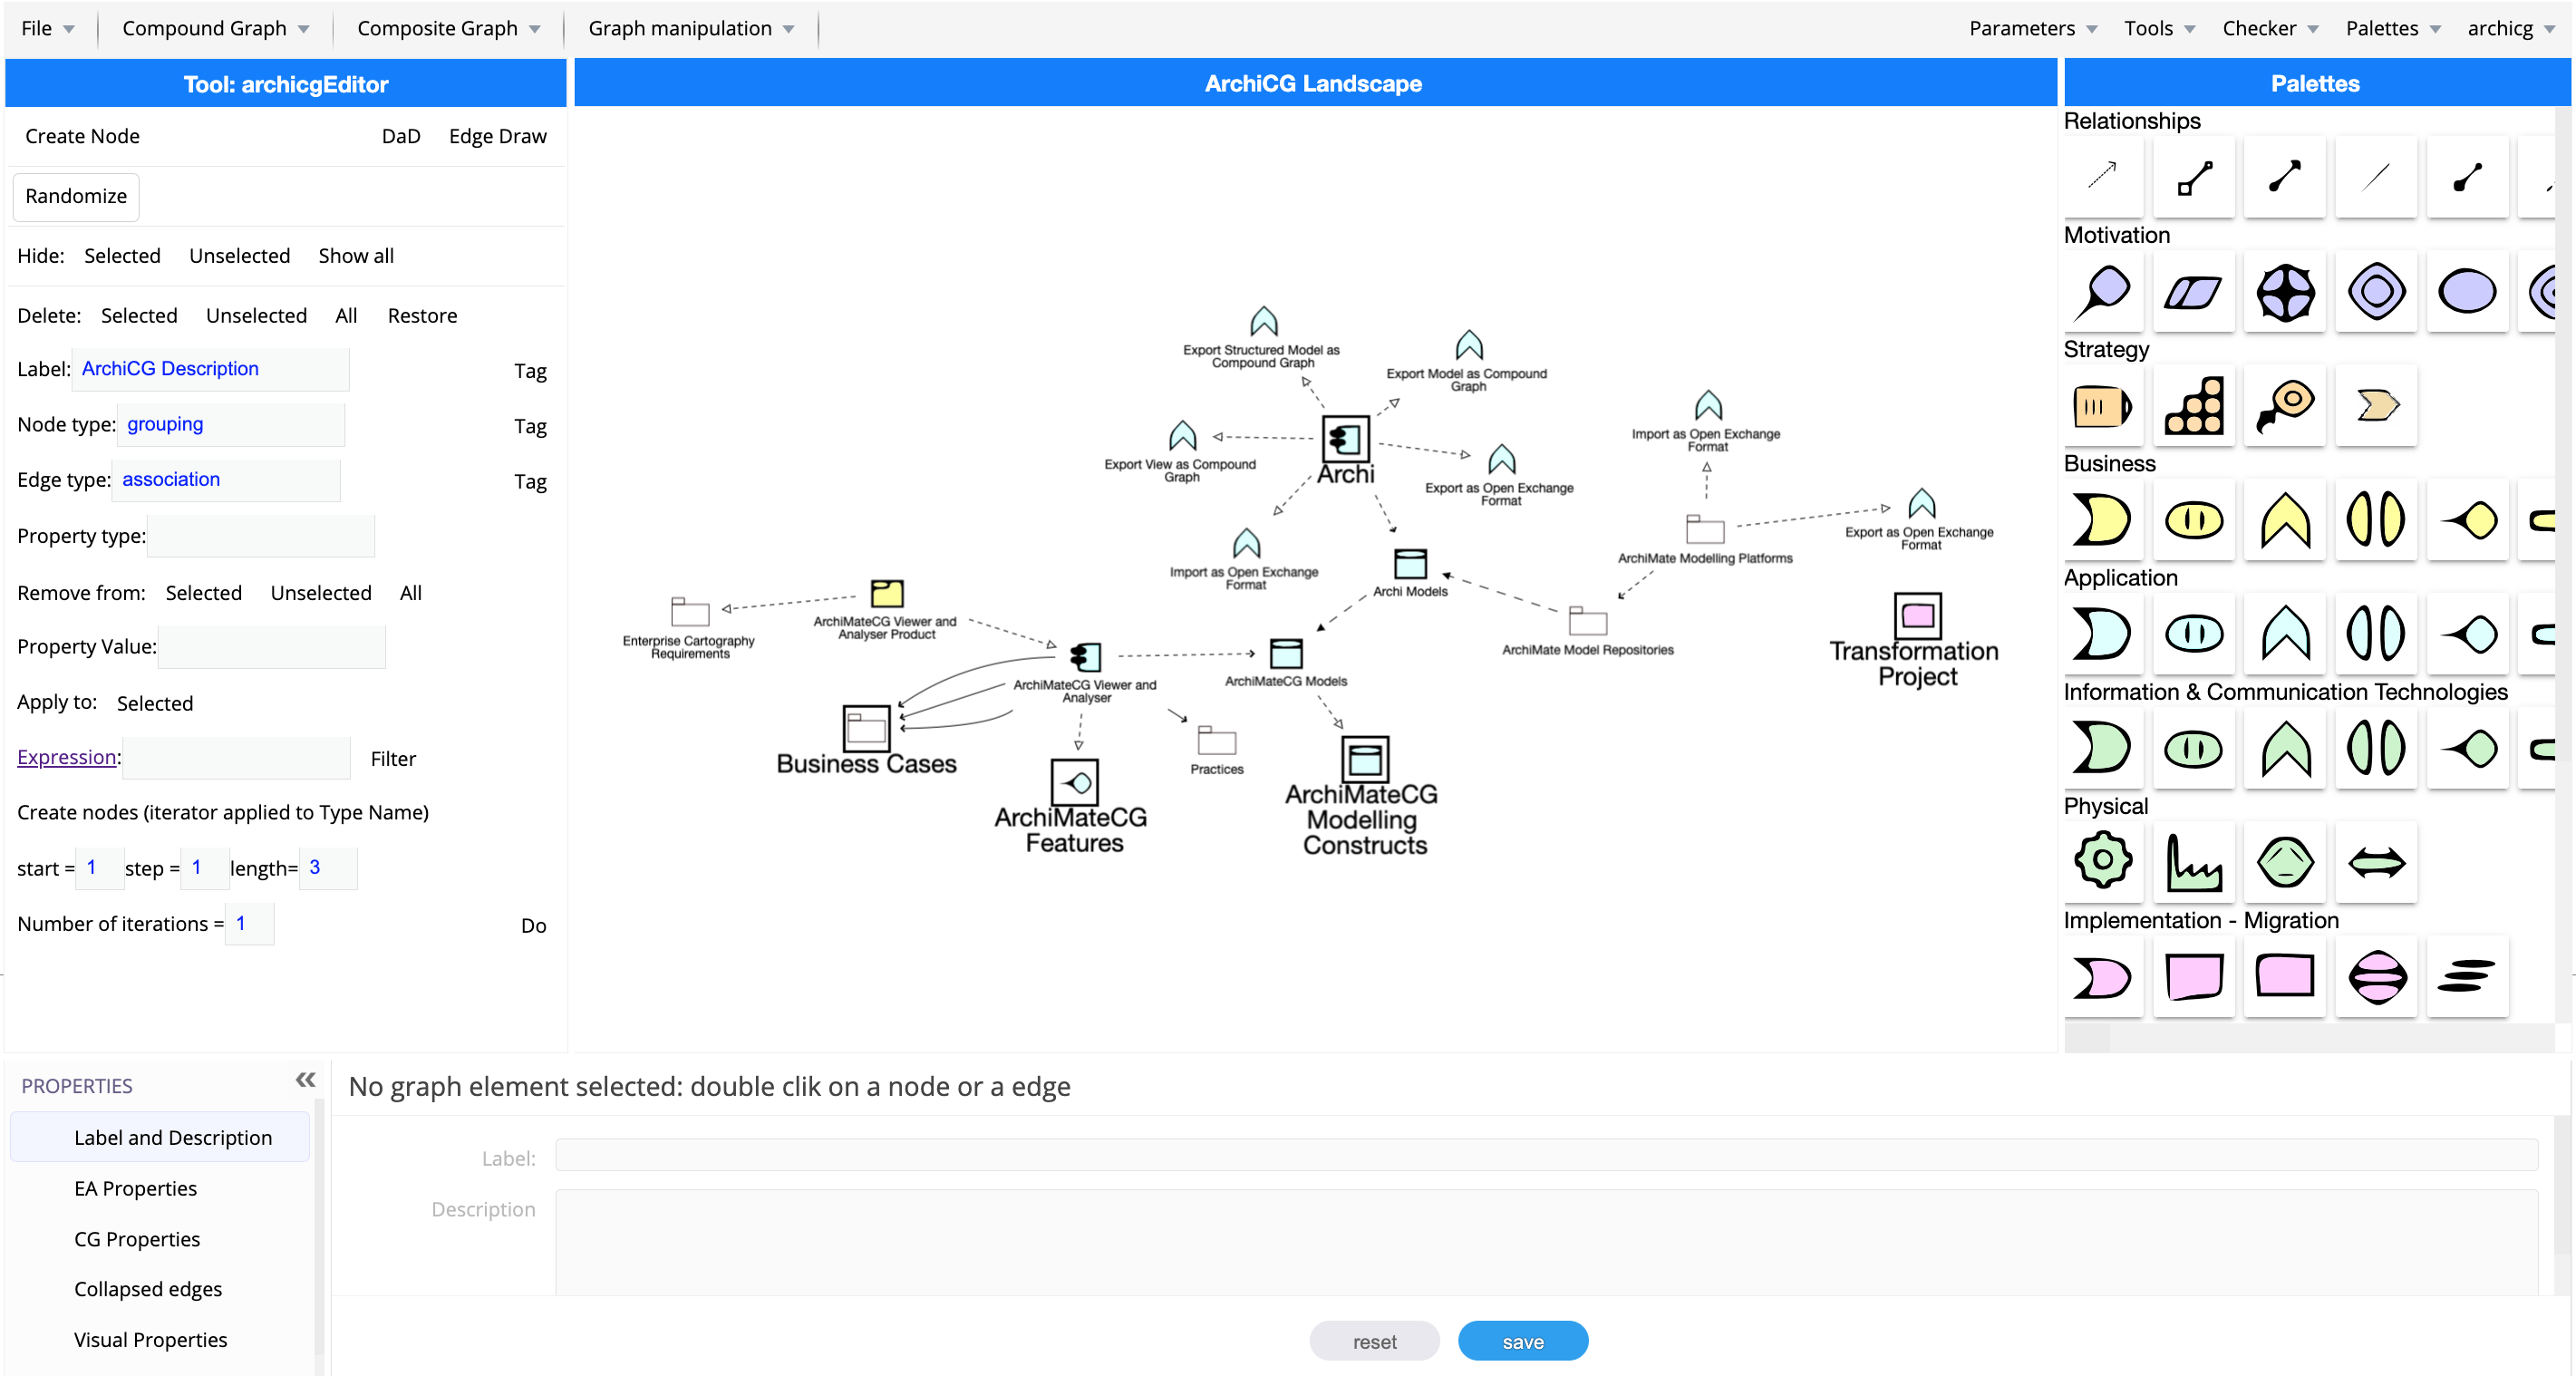 File
Compound Graph
Composite Graph
Graph manipulation
Parameters
Tools
Checker
Palettes
archicg
Tool: archicgEditor
Create Node
DaD
Edge Draw
Randomize
Hide:
Selected
Unselected
Show all
Delete:
Selected
Unselected
All
Restore
Label:
ArchiCG Description
Tag
Node type:
grouping
Tag
Edge type:
association
Tag
Property type:
Remove from:
Selected
Unselected
All
Property Value:
Apply to:
Selected
Expression:
Filter
Create nodes (iterator applied to Type Name)
start =
1
step =
1
length=
3
Number of iterations =
1
Do
ArchiCG Landscape
Export Structured Model as
Compound Graph
Export Model as Compound
Graph
Export View as Compound
Graph
Archi
Export as Open Exchange
Format
Import as Open Exchange
Format
Import as Open Exchange
Format
Export as Open Exchange
Format
ArchiMate Modelling Platforms
Archi Models
ArchiMate Model Repositories
Transformation
Project
Enterprise Cartography
Requirements
ArchiMateCG Viewer and
Analyser Product
ArchiMateCG Viewer and
Analyser
ArchiMateCG Models
Business Cases
ArchiMateCG
Features
Practices
ArchiMateCG
Modelling
Constructs
Palettes
Relationships
Motivation
Strategy
Business
Application
Information & Communication Technologies
Physical
Implementation - Migration
PROPERTIES
Label and Description
EA Properties
CG Properties
Collapsed edges
Visual Properties
No graph element selected: double clik on a node or a edge
Label:
Description
reset
save